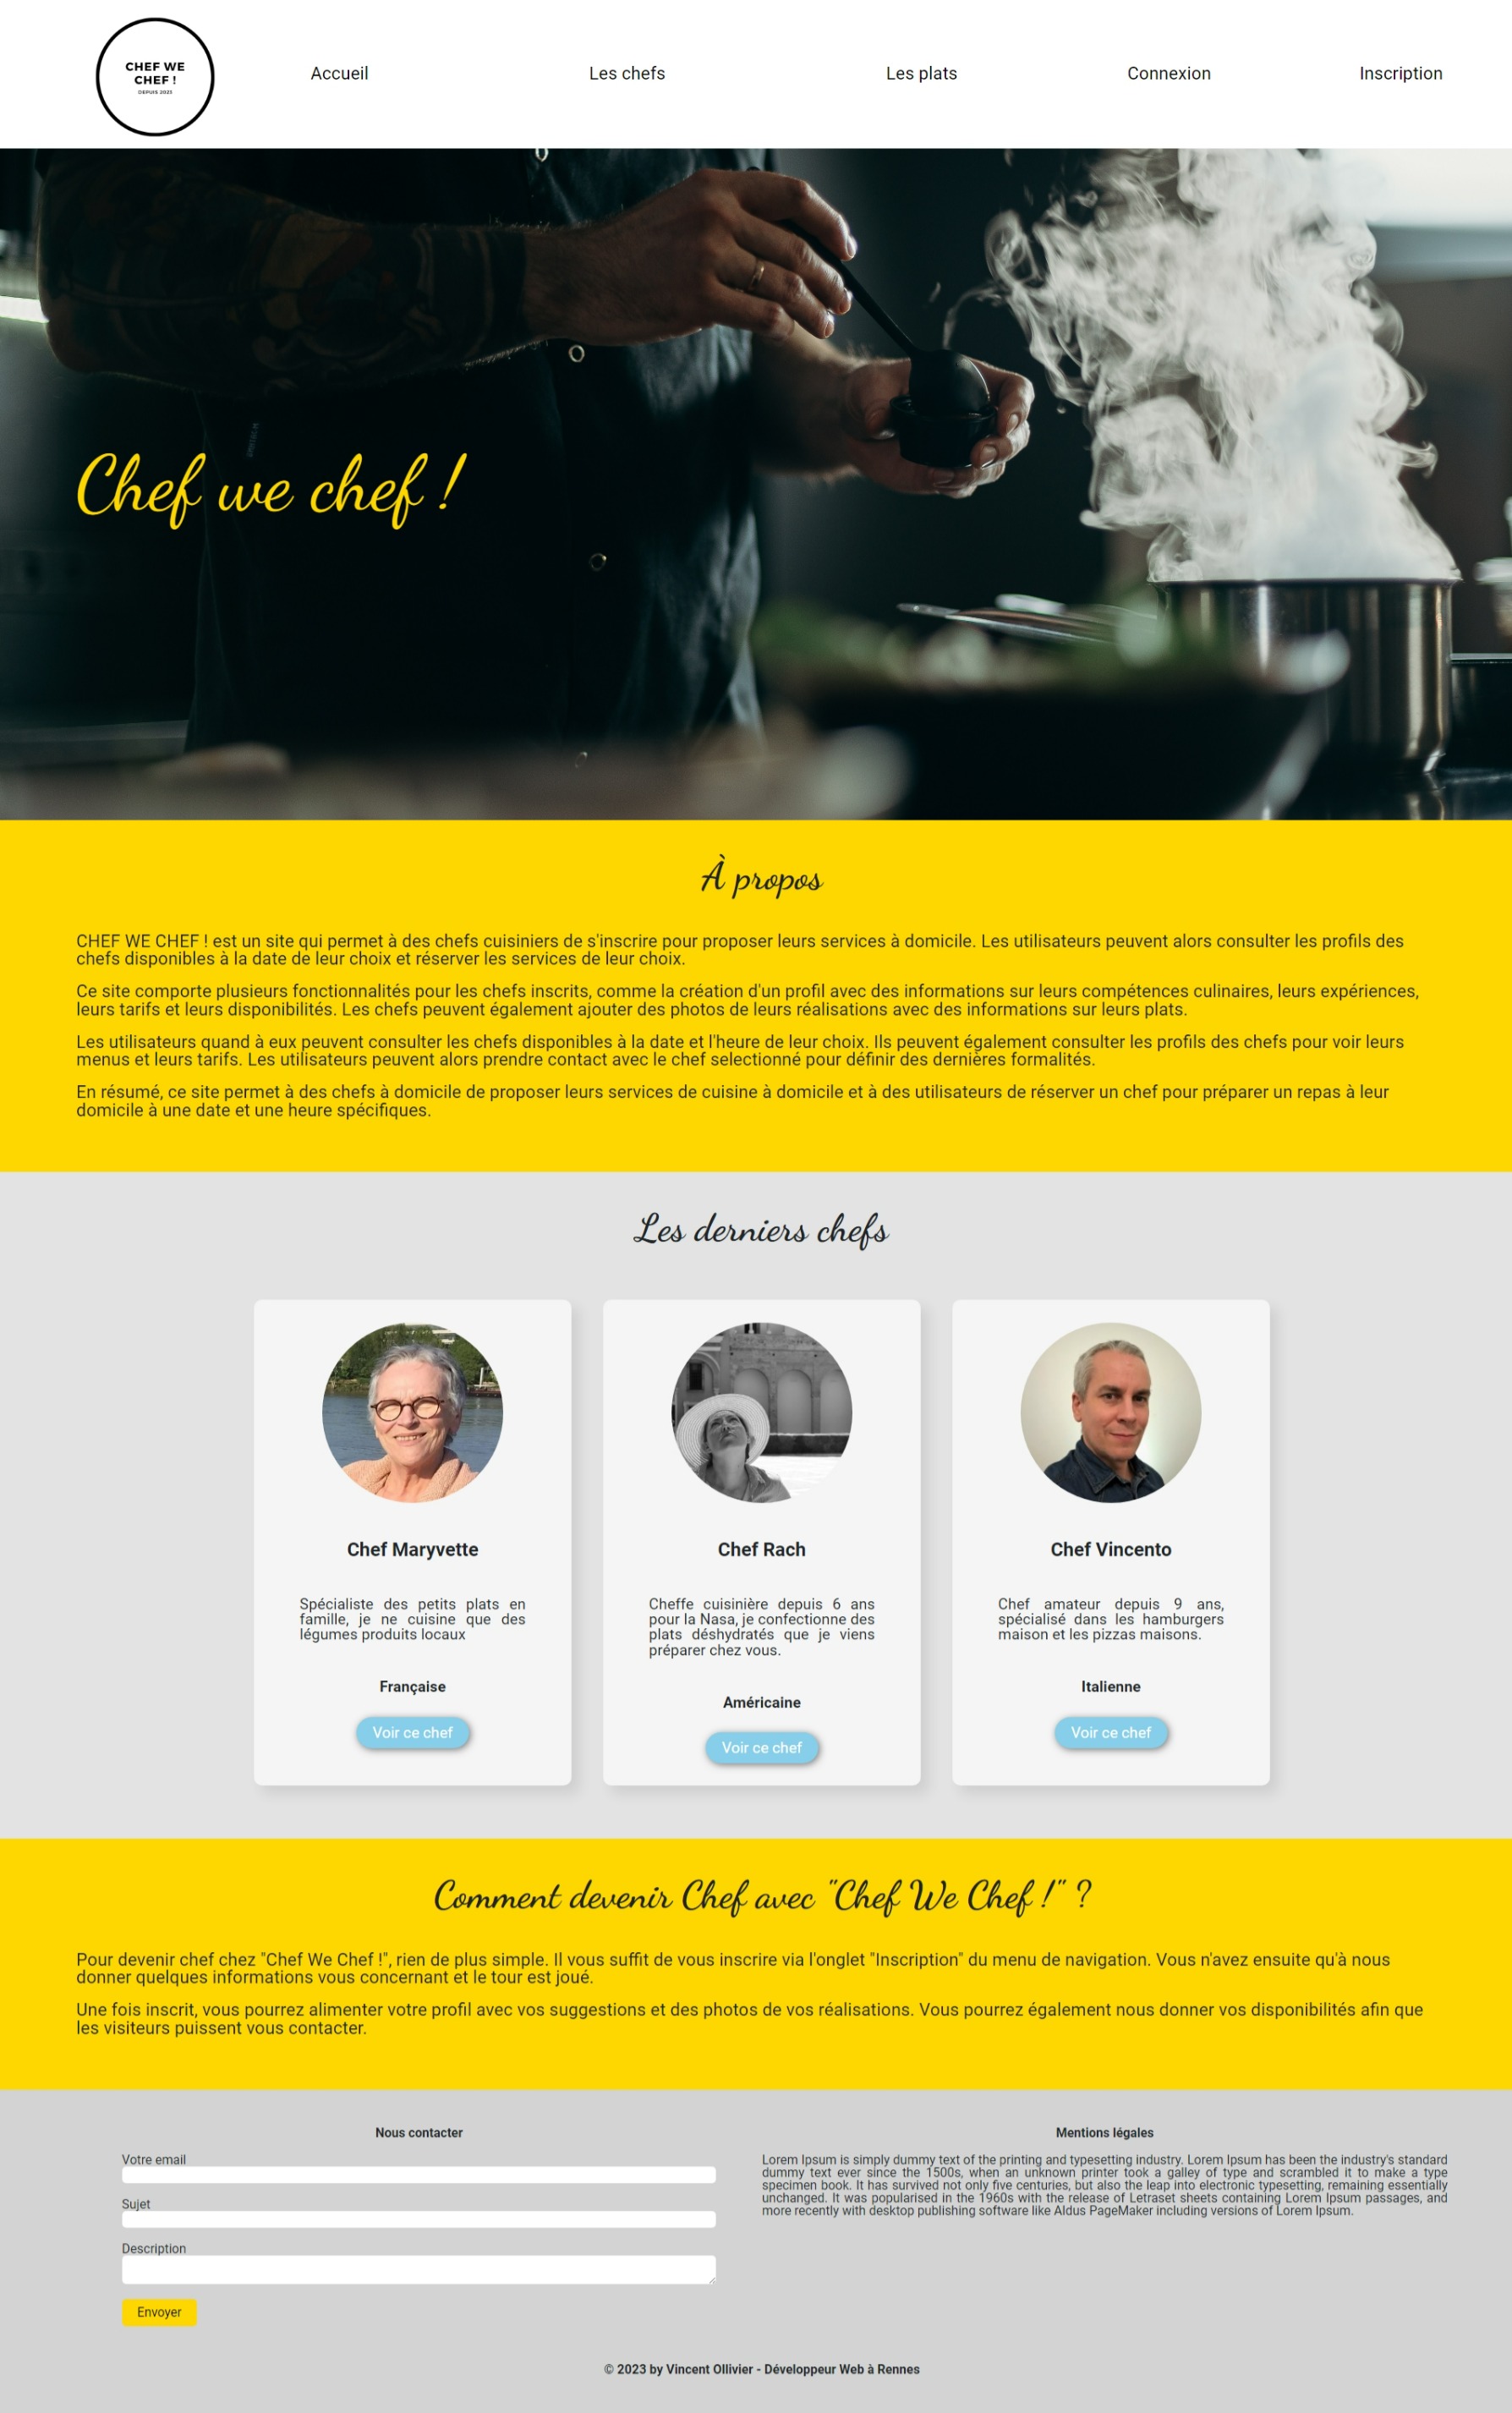 CHEF WE
CHEF !
DEPUIS 2023
Accueil
Les chefs
Les plats
Connexion
Inscription
Chef we chef !
À propos
CHEF WE CHEF ! est un site qui permet à des chefs cuisiniers de s'inscrire pour proposer leurs services à domicile. Les utilisateurs peuvent alors consulter les profils des
chefs disponibles à la date de leur choix et réserver les services de leur choix.
Ce site comporte plusieurs fonctionnalités pour les chefs inscrits, comme la création d'un profil avec des informations sur leurs compétences culinaires, leurs expériences,
leurs tarifs et leurs disponibilités. Les chefs peuvent également ajouter des photos de leurs réalisations avec des informations sur leurs plats.
Les utilisateurs quand à eux peuvent consulter les chefs disponibles à la date et l'heure de leur choix. Ils peuvent également consulter les profils des chefs pour voir leurs
menus et leurs tarifs. Les utilisateurs peuvent alors prendre contact avec le chef selectionné pour définir des dernières formalités.
En résumé, ce site permet à des chefs à domicile de proposer leurs services de cuisine à domicile et à des utilisateurs de réserver un chef pour préparer un repas à leur
domicile à une date et une heure spécifiques.
Les derniers chefs
Chef Maryvette
Spécialiste des petits plats en
famille, je ne cuisine que des
légumes produits locaux
Française
Voir ce chef
Chef Rach
Cheffe cuisinière depuis 6 ans
pour la Nasa, je confectionne des
plats déshydratés que je viens
préparer chez vous.
Américaine
Voir ce chef
Chef Vincento
Chef amateur depuis 9 ans,
spécialisé dans les hamburgers
maison et les pizzas maisons.
Italienne
Voir ce chef
Comment devenir Chef avec "Chef We Chef !" ?
Pour devenir chef chez "Chef We Chef !", rien de plus simple. Il vous suffit de vous inscrire via l'onglet "Inscription" du menu de navigation. Vous n'avez ensuite qu'à nous
donner quelques informations vous concernant et le tour est joué.
Une fois inscrit, vous pourrez alimenter votre profil avec vos suggestions et des photos de vos réalisations. Vous pourrez également nous donner vos disponibilités afin que
les visiteurs puissent vous contacter.
Nous contacter
Votre email
Sujet
Description
Envoyer
Mentions légales
Lorem Ipsum is simply dummy text of the printing and typesetting industry. Lorem Ipsum has been the industry's standard
dummy text ever since the 1500s, when an unknown printer took a galley of type and scrambled it to make a type
specimen book. It has survived not only five centuries, but also the leap into electronic typesetting, remaining essentially
unchanged. It was popularised in the 1960s with the release of Letraset sheets containing Lorem Ipsum passages, and
more recently with desktop publishing software like Aldus PageMaker including versions of Lorem Ipsum.
© 2023 by Vincent Ollivier - Développeur Web à Rennes